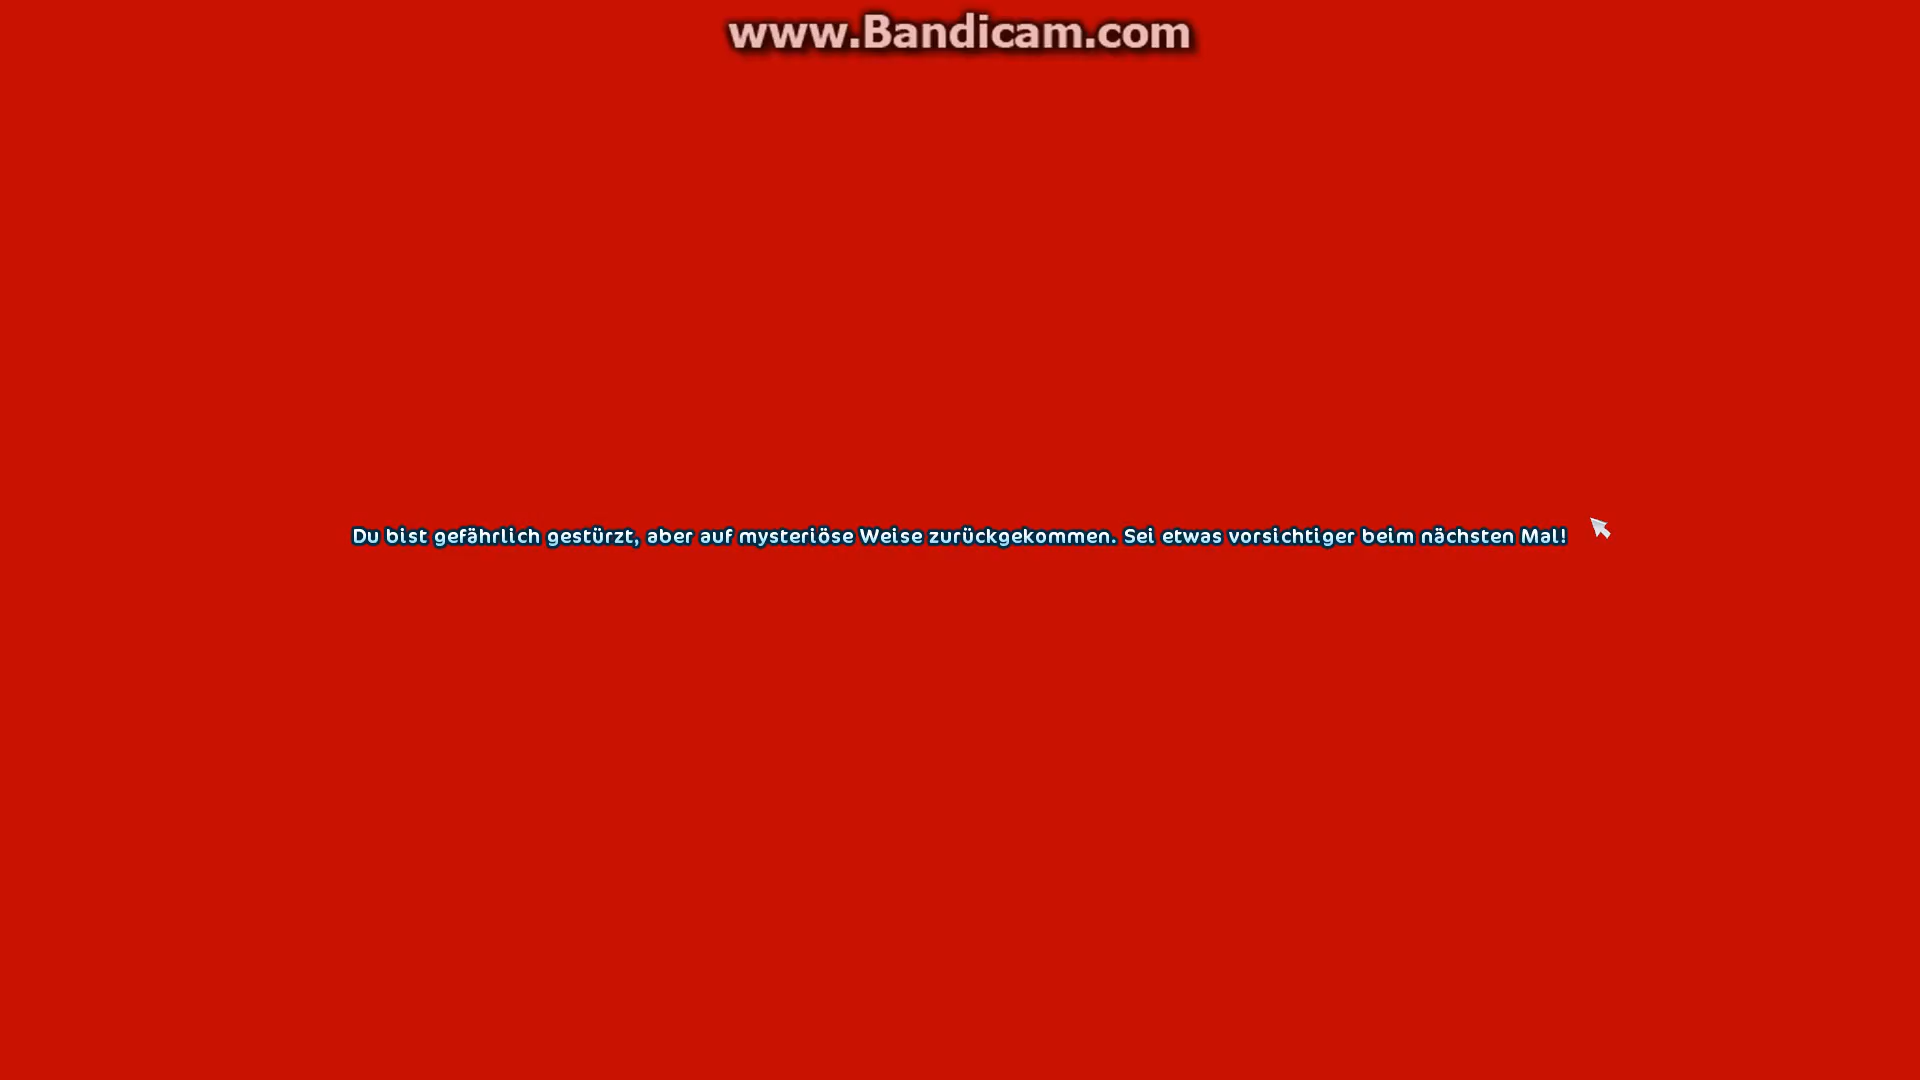 www.Bandicam.com
Du bist gefährlich gestürzt, aber auf mysteriöse Weise zurückgekommen. Sei etwas vorsichtiger beim nächsten Mal!